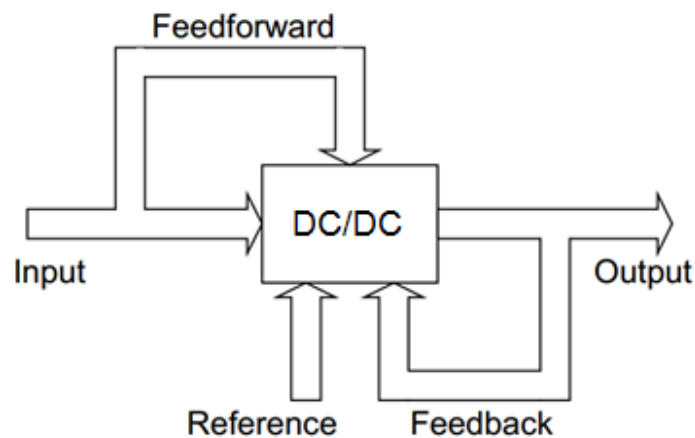 Feedforward
DC/DC
Input
Output
Reference
Feedback